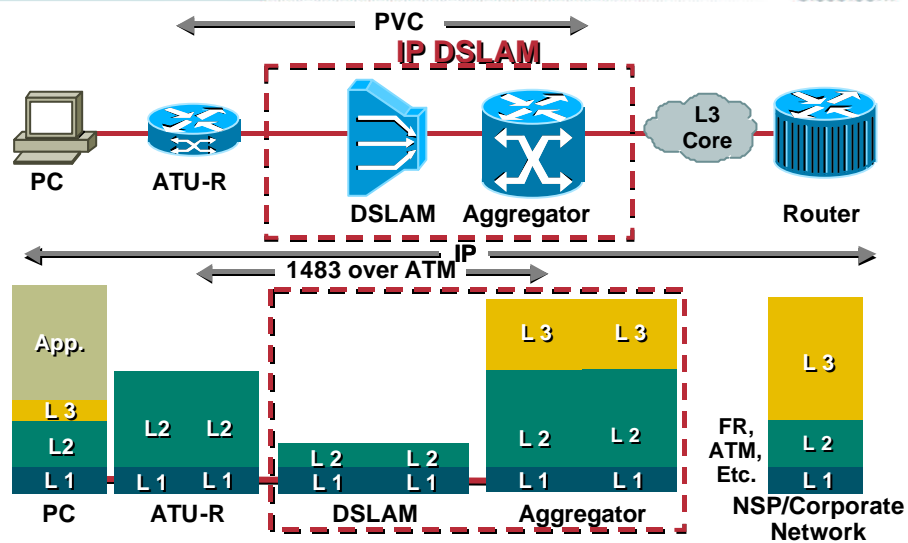 PVC
IP DSLAM
L3
Core
PC
ATU-R
DSLAM
Aggregator
Router
IP
1483 over ATM
App.
L 3
L2
L 1
L2 L2
L 1 L 1
L 2 L 2
L 1 L 1
L 3 L 3
L 2 L 2
L 1 L 1
FR,
ATM,
Etc.
L 3
L 2
L 1
PC
ATU-R
DSLAM
Aggregator
NSP/Corporate
Network